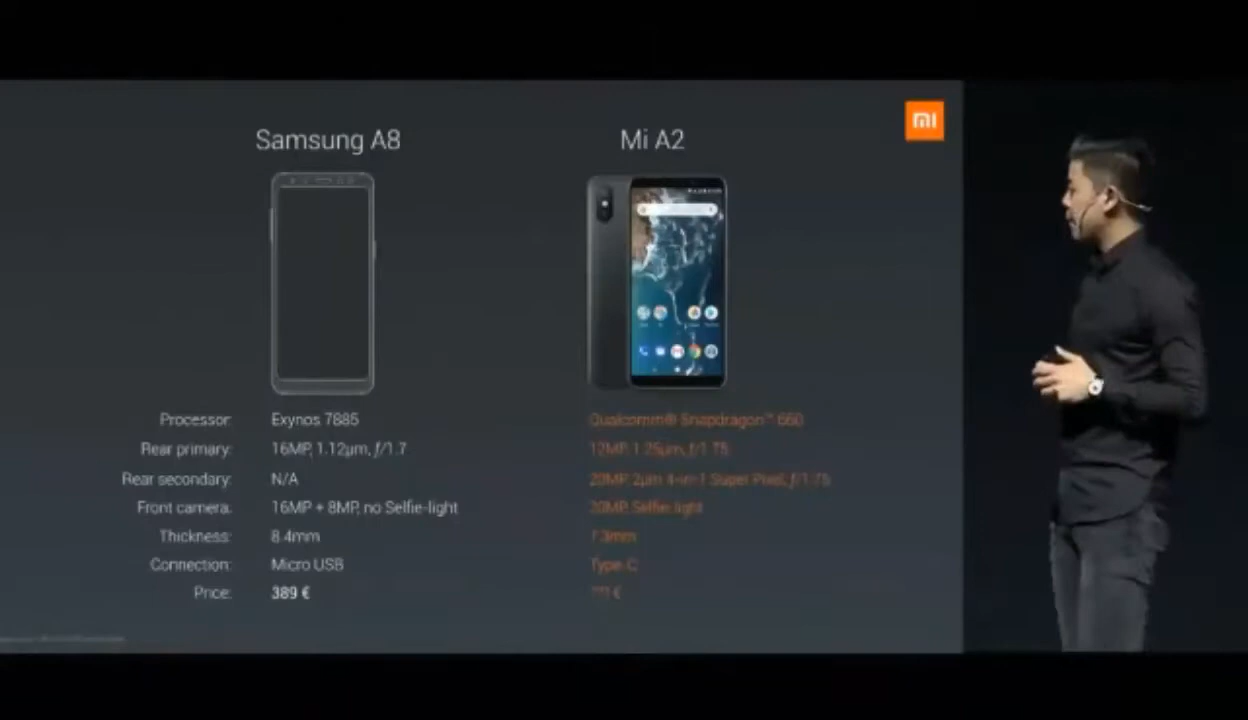 mi
Samsung A8 Mi A2
Processor: Exynos 7885 Qualcomm® Snapdragon™ 660
Rear primary: 16MP, 1.12µm, ƒ/1.7 12MP, 1.25µm, ƒ/1.75
Rear secondary: N/A 20MP, 2µm 4-in-1 Super Pixel, ƒ/1.75
Front camera: 16MP + 8MP, no Selfie-light 20MP, Selfie-light
Thickness: 8.4mm 7.3mm
Connection: Micro USB Type-C
Price: 389 € ??? €